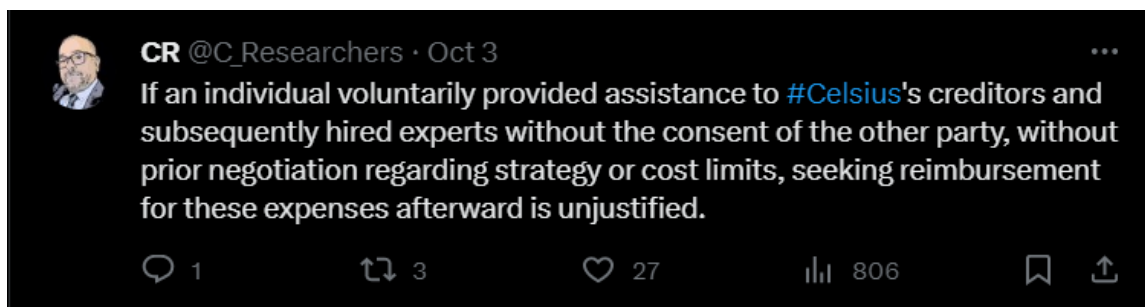 CR @C_Researchers · Oct 3
If an individual voluntarily provided assistance to #Celsius's creditors and
subsequently hired experts without the consent of the other party, without
prior negotiation regarding strategy or cost limits, seeking reimbursement
for these expenses afterward is unjustified.
1 3 27 806